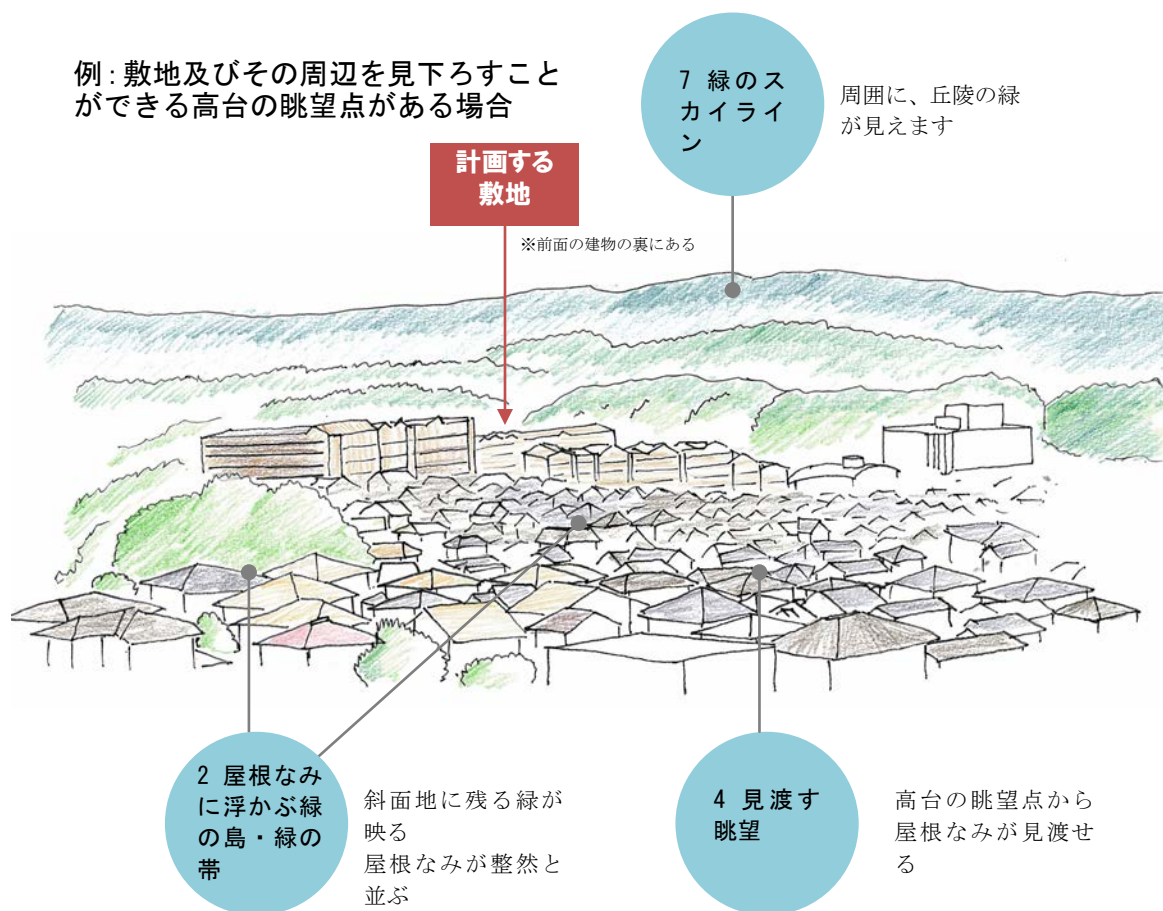 例：敷地及びその周辺を見下ろすこと
ができる高台の眺望点がある場合
7 緑のス
カイライ
ン
周囲に、丘陵の緑
が見えます
計画する
敷地
※前面の建物の裏にある
2 屋根なみ
に浮かぶ緑
の島・緑の
帯
斜面地に残る緑が
映る
屋根なみが整然と
並ぶ
4 見渡す
眺望
高台の眺望点から
屋根なみが見渡せ
る